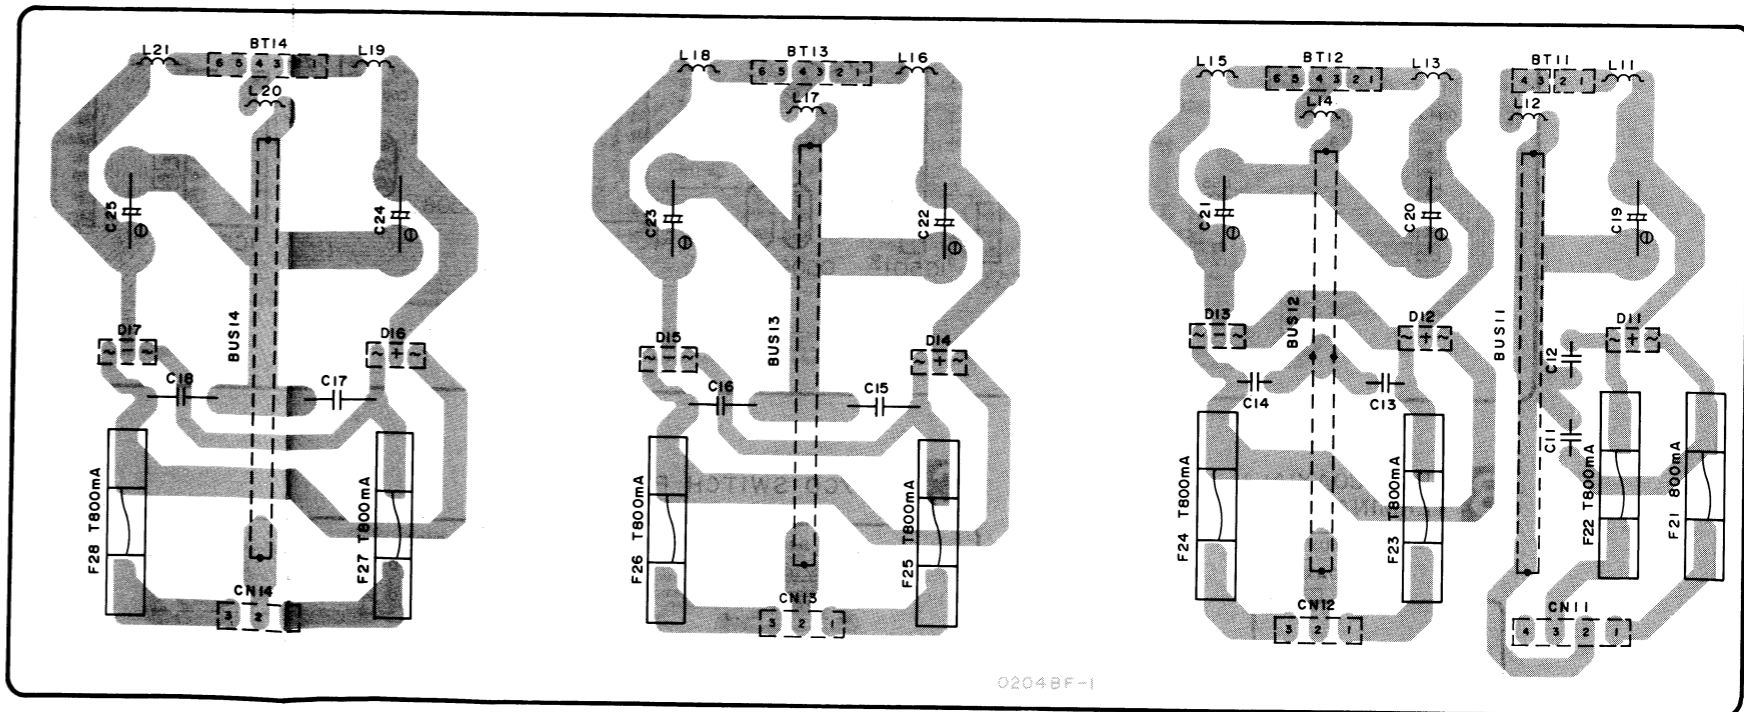 L21 BT14 L19
6 5 4 3 1
L20
C25 C24
D17 BUS14 D16
~ – ~ ~ + ~
C18 C17
F28 T800mA F27 T800mA
CN14
3 2
L18 BT13 L16
6 5 4 3 2 1
L17
C23 C22
D15 BUS13 D14
~ – ~ ~ + ~
C16 C15
F26 T800mA F25 T800mA
CN13
3 2 1
L15 BT12 L13
6 5 4 3 2 1
L14
C21 C20
D13 BUS12 D12
~ – ~ ~ + ~
C14 C13
F24 T800mA F23 T800mA
CN12
3 2 1
BT11 L11
4 3 2 1
L12
C19
BUS11 D11
~ + ~
C12
C11
F22 T800mA F21 800mA
CN11
4 3 2 1
0204BF-1